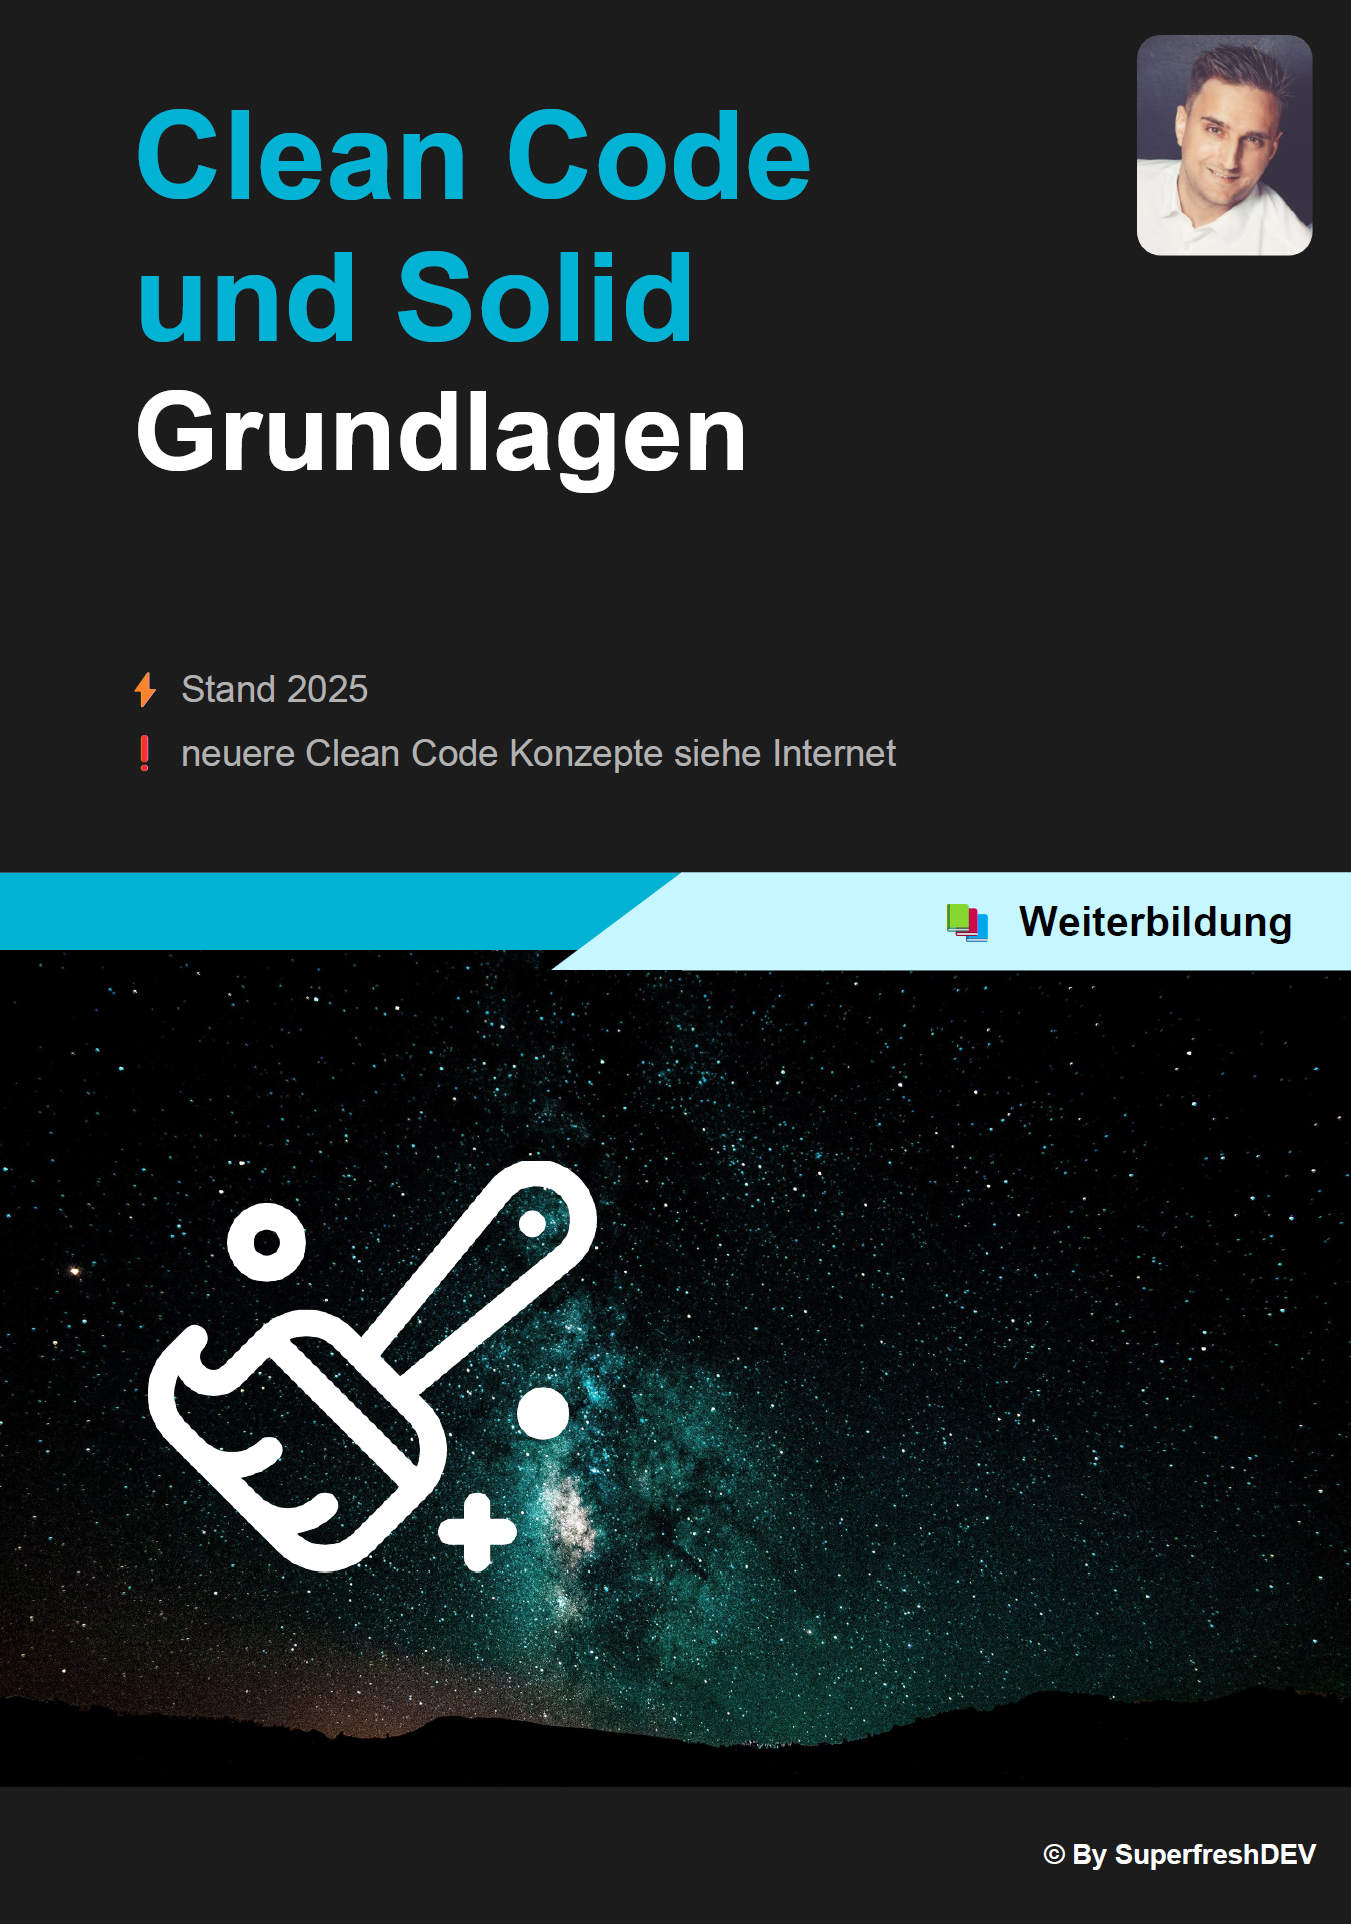 Clean Code
und Solid
Grundlagen
Stand 2025
neuere Clean Code Konzepte siehe Internet
Weiterbildung
© By SuperfreshDEV